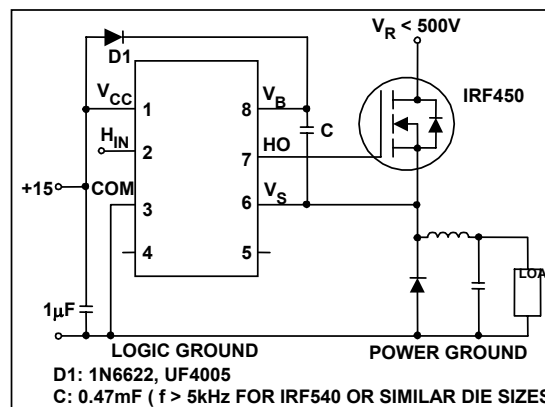 V_R < 500V
D1
IRF450
V_CC
1
8
V_B
C
H_IN
2
7
HO
+15
COM
3
6
V_S
4
5
1µF
LOA
LOGIC GROUND
POWER GROUND
D1: 1N6622, UF4005
C: 0.47mF ( f > 5kHz FOR IRF540 OR SIMILAR DIE SIZES